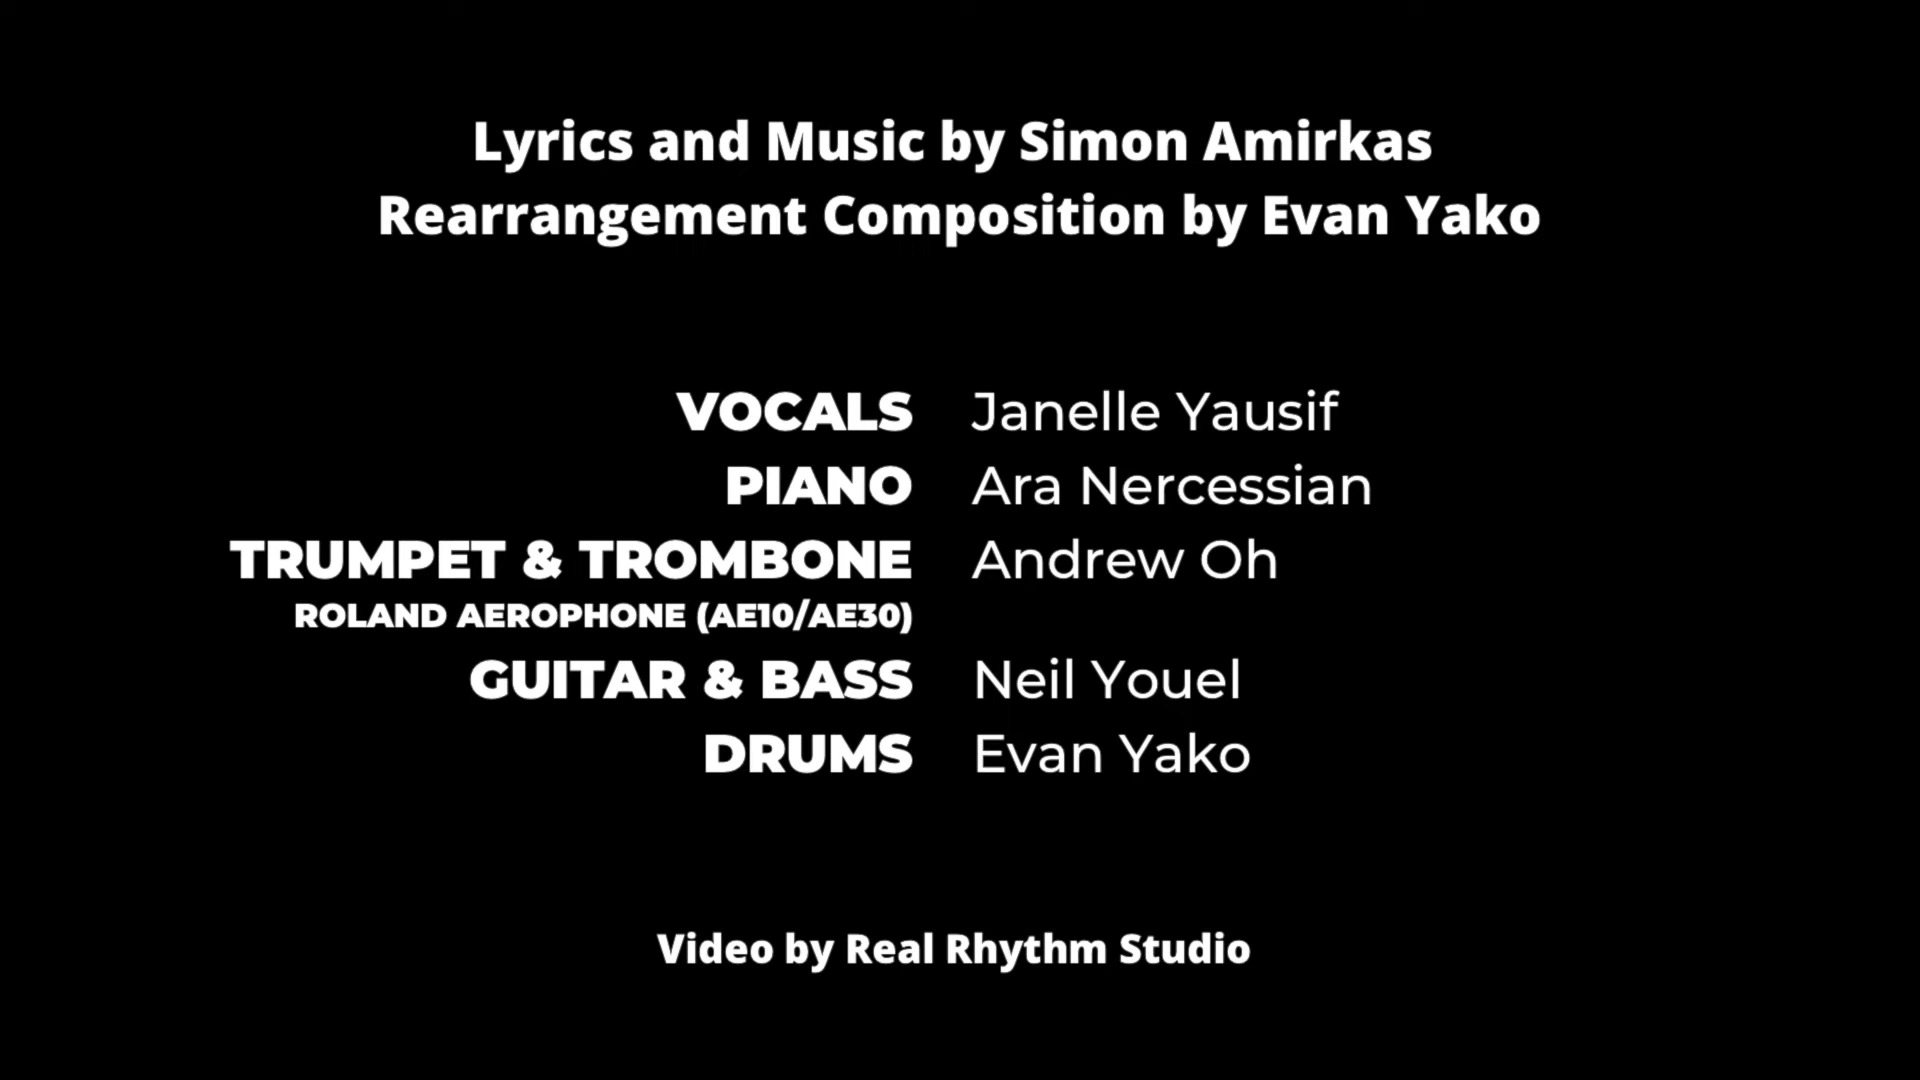 Lyrics and Music by Simon Amirkas
Rearrangement Composition by Evan Yako
VOCALS Janelle Yausif
PIANO Ara Nercessian
TRUMPET & TROMBONE Andrew Oh
ROLAND AEROPHONE (AE10/AE30)
GUITAR & BASS Neil Youel
DRUMS Evan Yako
Video by Real Rhythm Studio